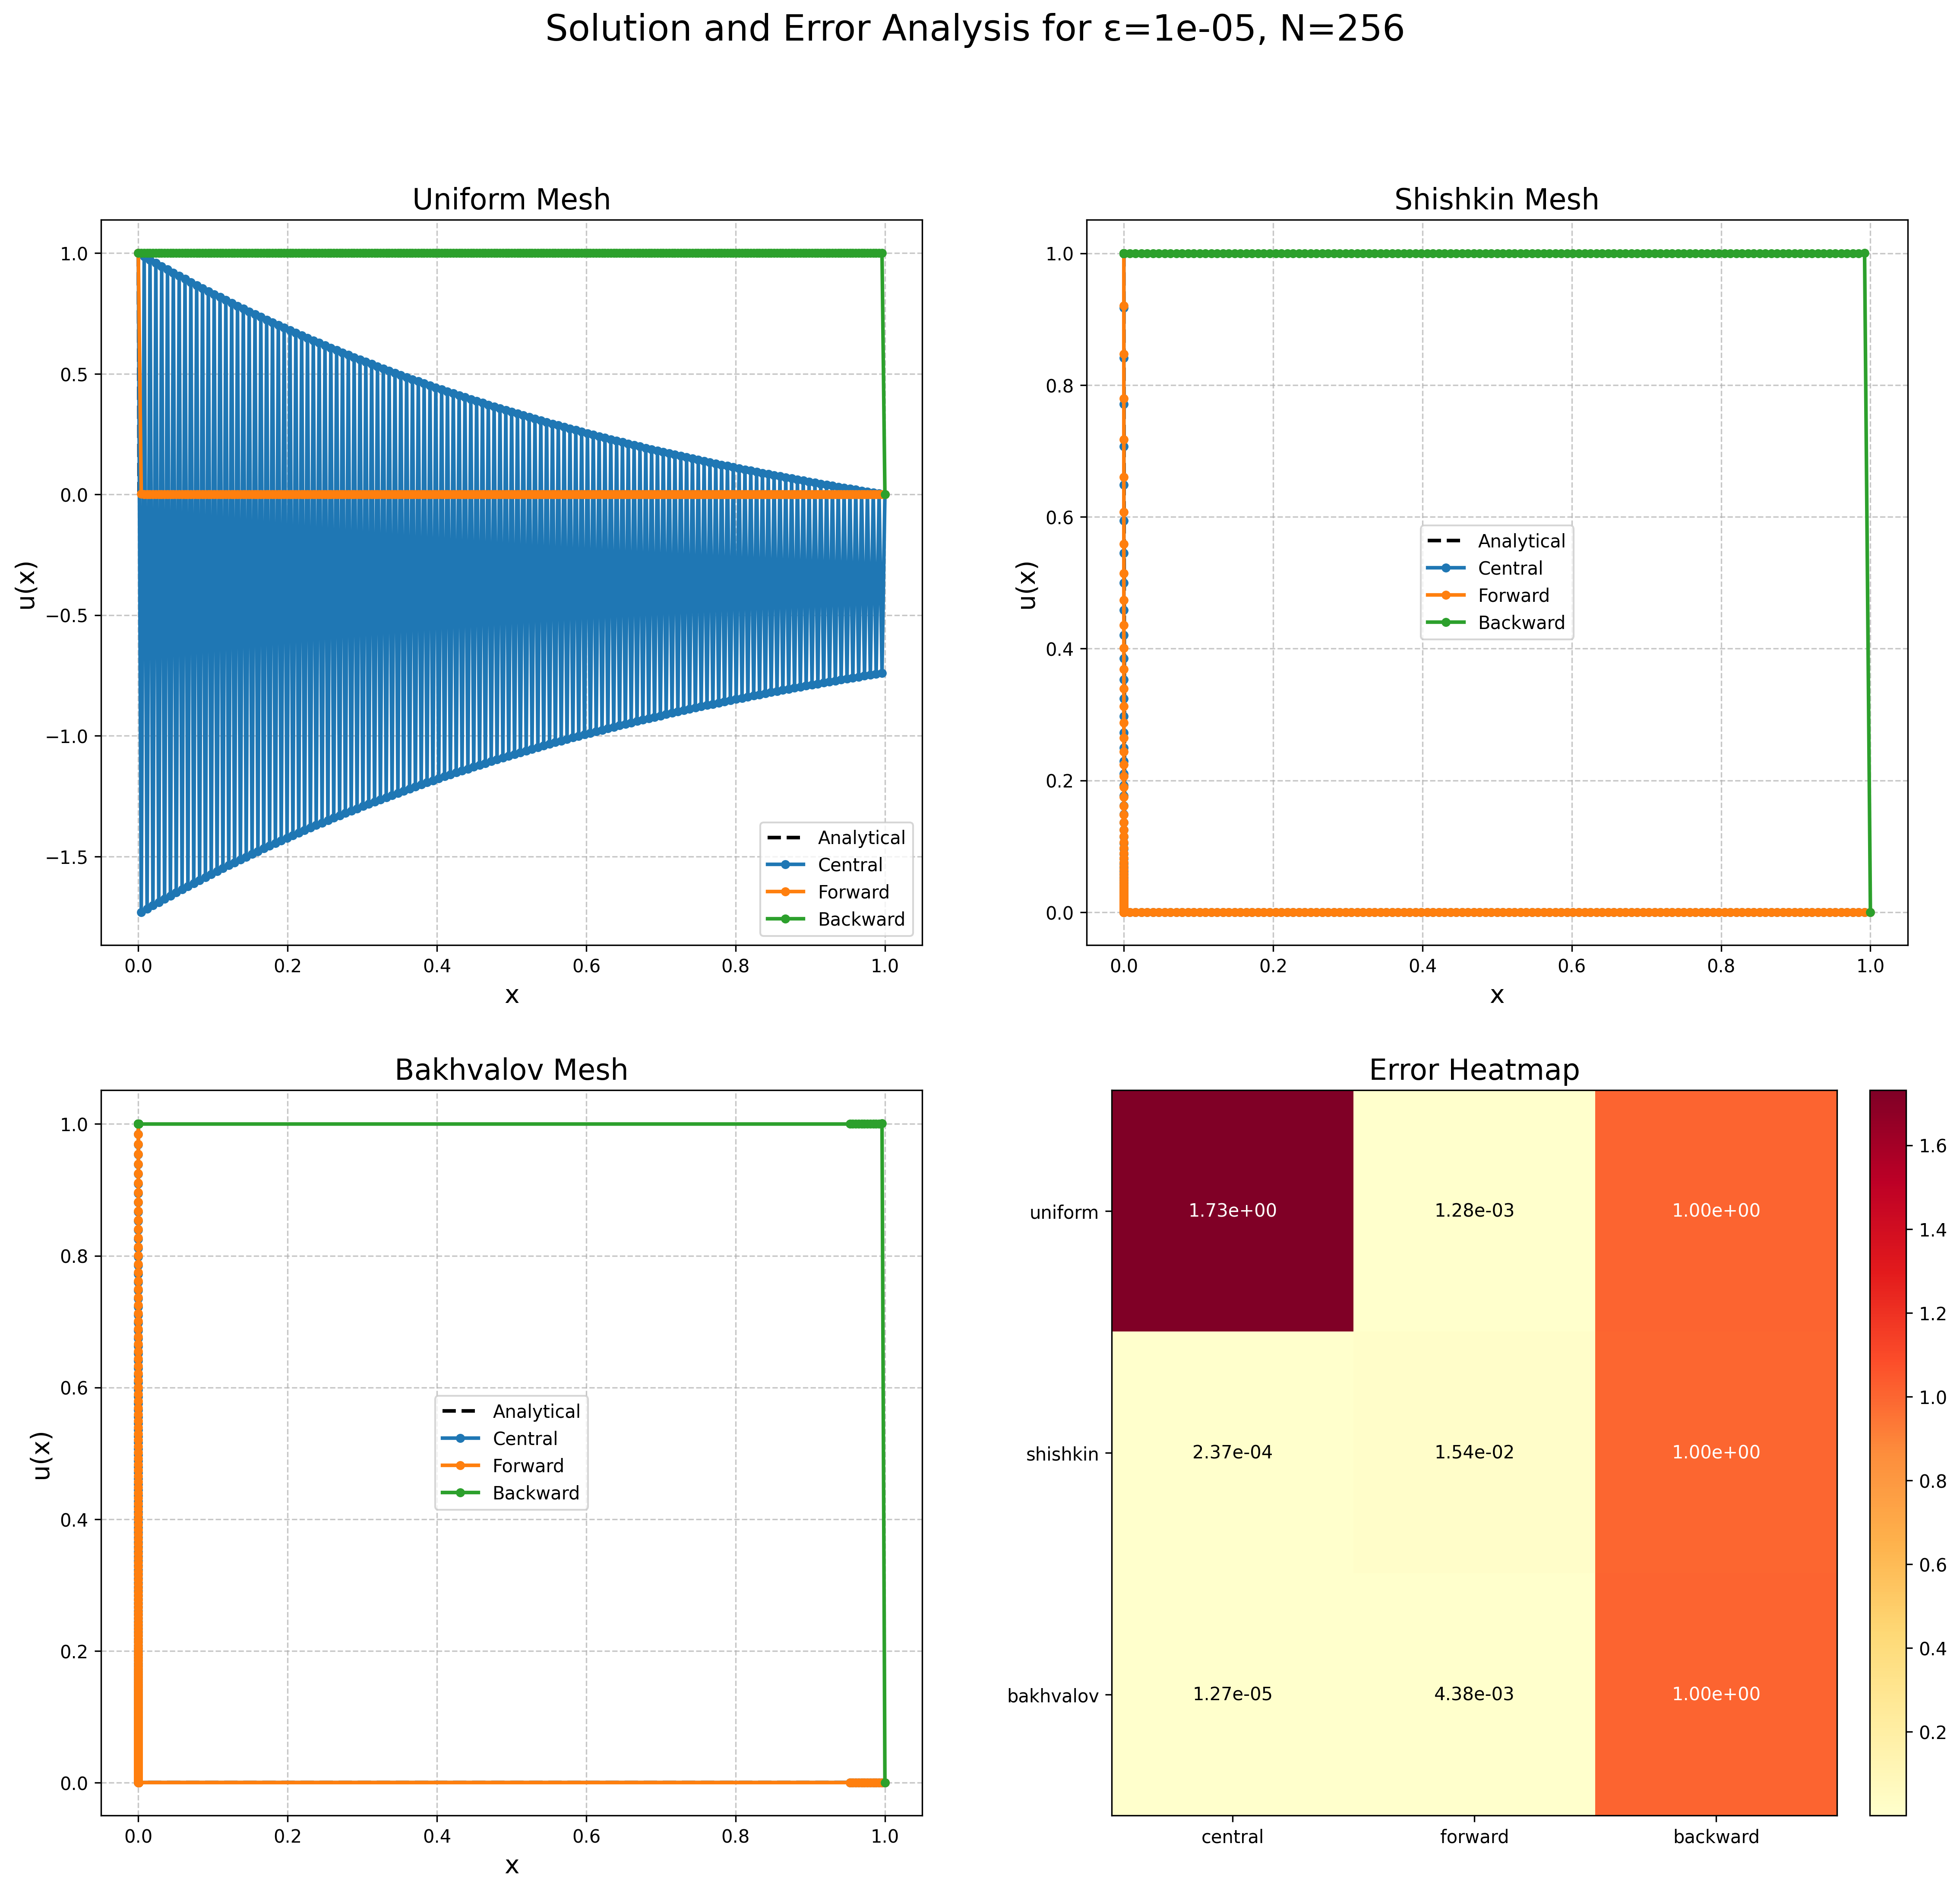 Solution and Error Analysis for ε=1e-05, N=256
Uniform Mesh
1.0
0.5
0.0
−0.5
−1.0
−1.5
u(x)
0.0 0.2 0.4 0.6 0.8 1.0
x
Analytical
Central
Forward
Backward
Shishkin Mesh
1.0
0.8
0.6
0.4
0.2
0.0
u(x)
0.0 0.2 0.4 0.6 0.8 1.0
x
Analytical
Central
Forward
Backward
Bakhvalov Mesh
1.0
0.8
0.6
0.4
0.2
0.0
u(x)
0.0 0.2 0.4 0.6 0.8 1.0
x
Analytical
Central
Forward
Backward
Error Heatmap
uniform 1.73e+00 1.28e-03 1.00e+00
shishkin 2.37e-04 1.54e-02 1.00e+00
bakhvalov 1.27e-05 4.38e-03 1.00e+00
central forward backward
1.6
1.4
1.2
1.0
0.8
0.6
0.4
0.2